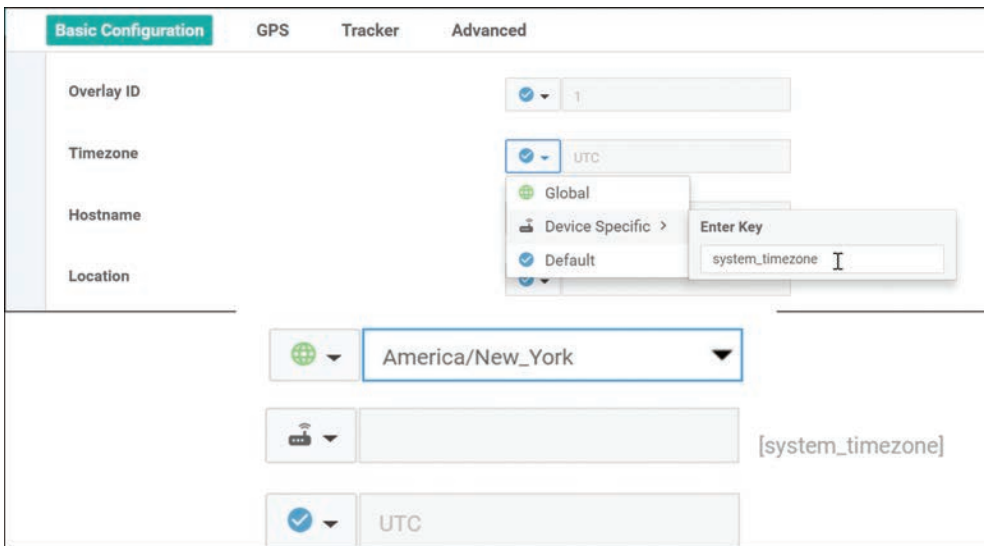 Basic Configuration GPS Tracker Advanced
Overlay ID 1
Timezone UTC
Global
Hostname
Device Specific > Enter Key
Default system_timezone
Location
America/New_York
[system_timezone]
UTC